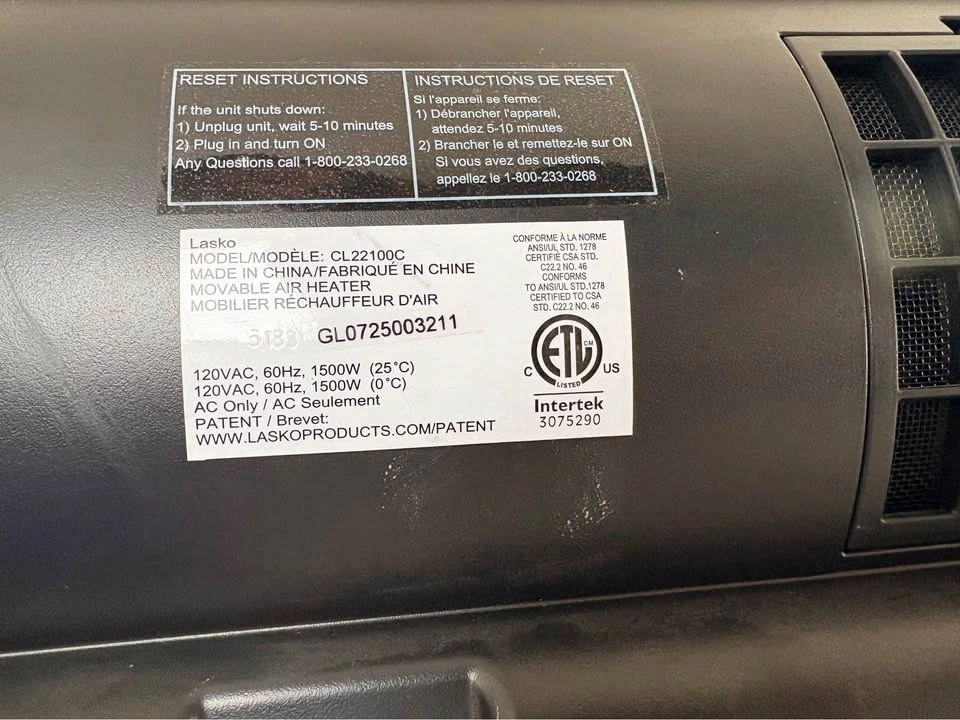 RESET INSTRUCTIONS
If the unit shuts down:
1) Unplug unit, wait 5-10 minutes
2) Plug in and turn ON
Any Questions call 1-800-233-0268
INSTRUCTIONS DE RESET
Si l'appareil se ferme:
1) Débrancher l'appareil,
attendez 5-10 minutes
2) Brancher le et remettez-le sur ON
Si vous avez des questions,
appellez le 1-800-233-0268
Lasko
MODEL/MODÈLE: CL22100C
MADE IN CHINA/FABRIQUÉ EN CHINE
MOVABLE AIR HEATER
MOBILIER RÉCHAUFFEUR D'AIR
GL0725003211
120VAC, 60Hz, 1500W (25°C)
120VAC, 60Hz, 1500W (0°C)
AC Only / AC Seulement
PATENT / Brevet:
WWW.LASKOPRODUCTS.COM/PATENT
CONFORME À LA NORME
ANSI/UL STD. 1278
CERTIFIÉ CSA STD.
C22.2 NO. 46
CONFORMS
TO ANSI/UL STD.1278
CERTIFIED TO CSA
STD. C22.2 NO. 46
ETL CM
C US
LISTED
Intertek
3075290